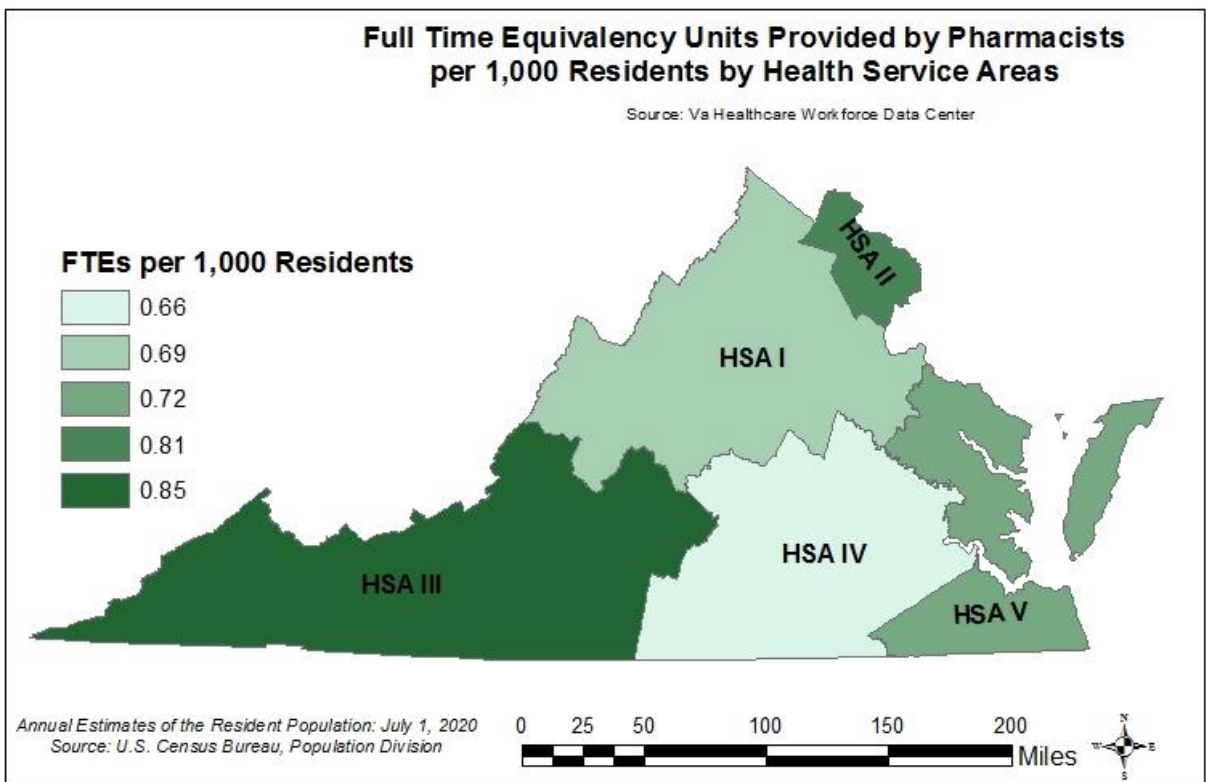 Full Time Equivalency Units Provided by Pharmacists
per 1,000 Residents by Health Service Areas
Source: Va Healthcare Work force Data Center
HSA II
FTEs per 1,000 Residents
0.66
0.69
0.72
0.81
0.85
HSA I
HSA IV
HSA III
HSA V
Annual Estimates of the Resident Population: July 1, 2020
Source: U.S. Census Bureau, Population Division
0 25 50 100 150 200
Miles
N
W E
S